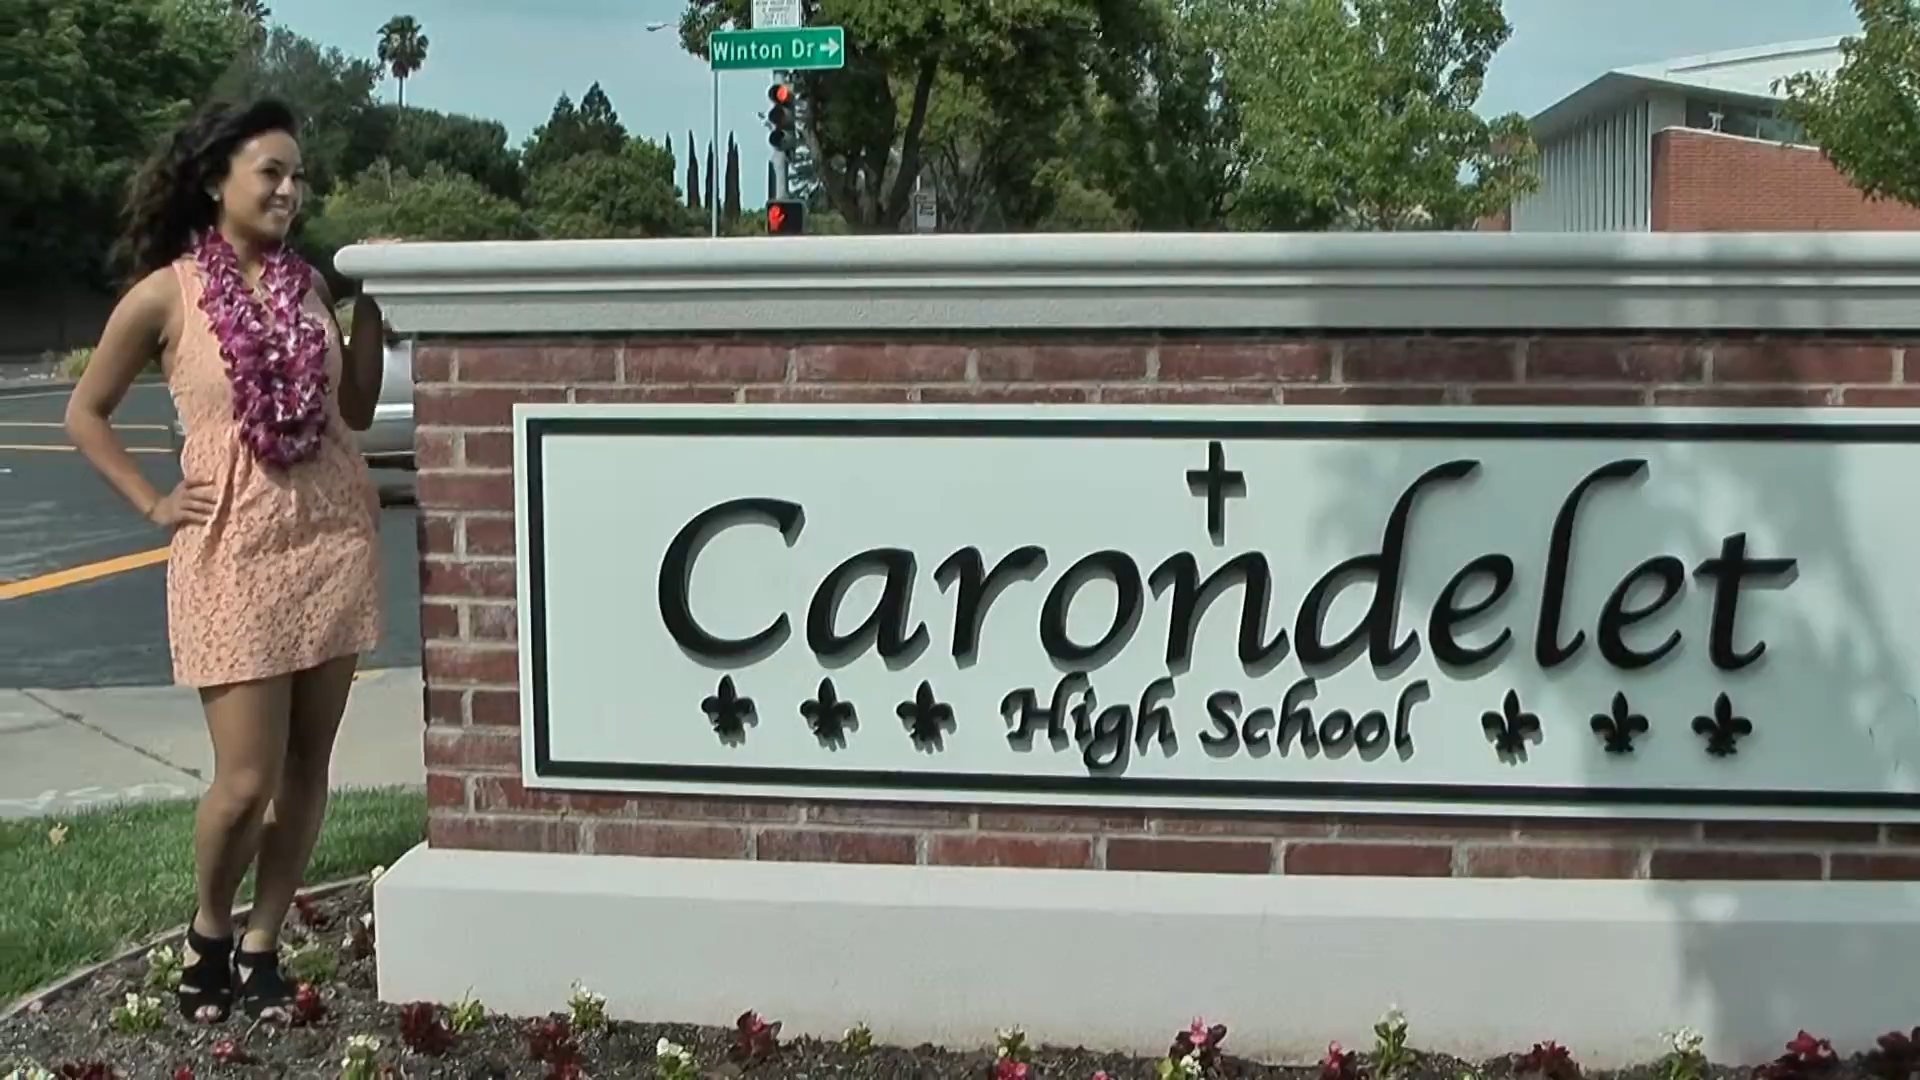 Winton Dr →
Carondelet
High School